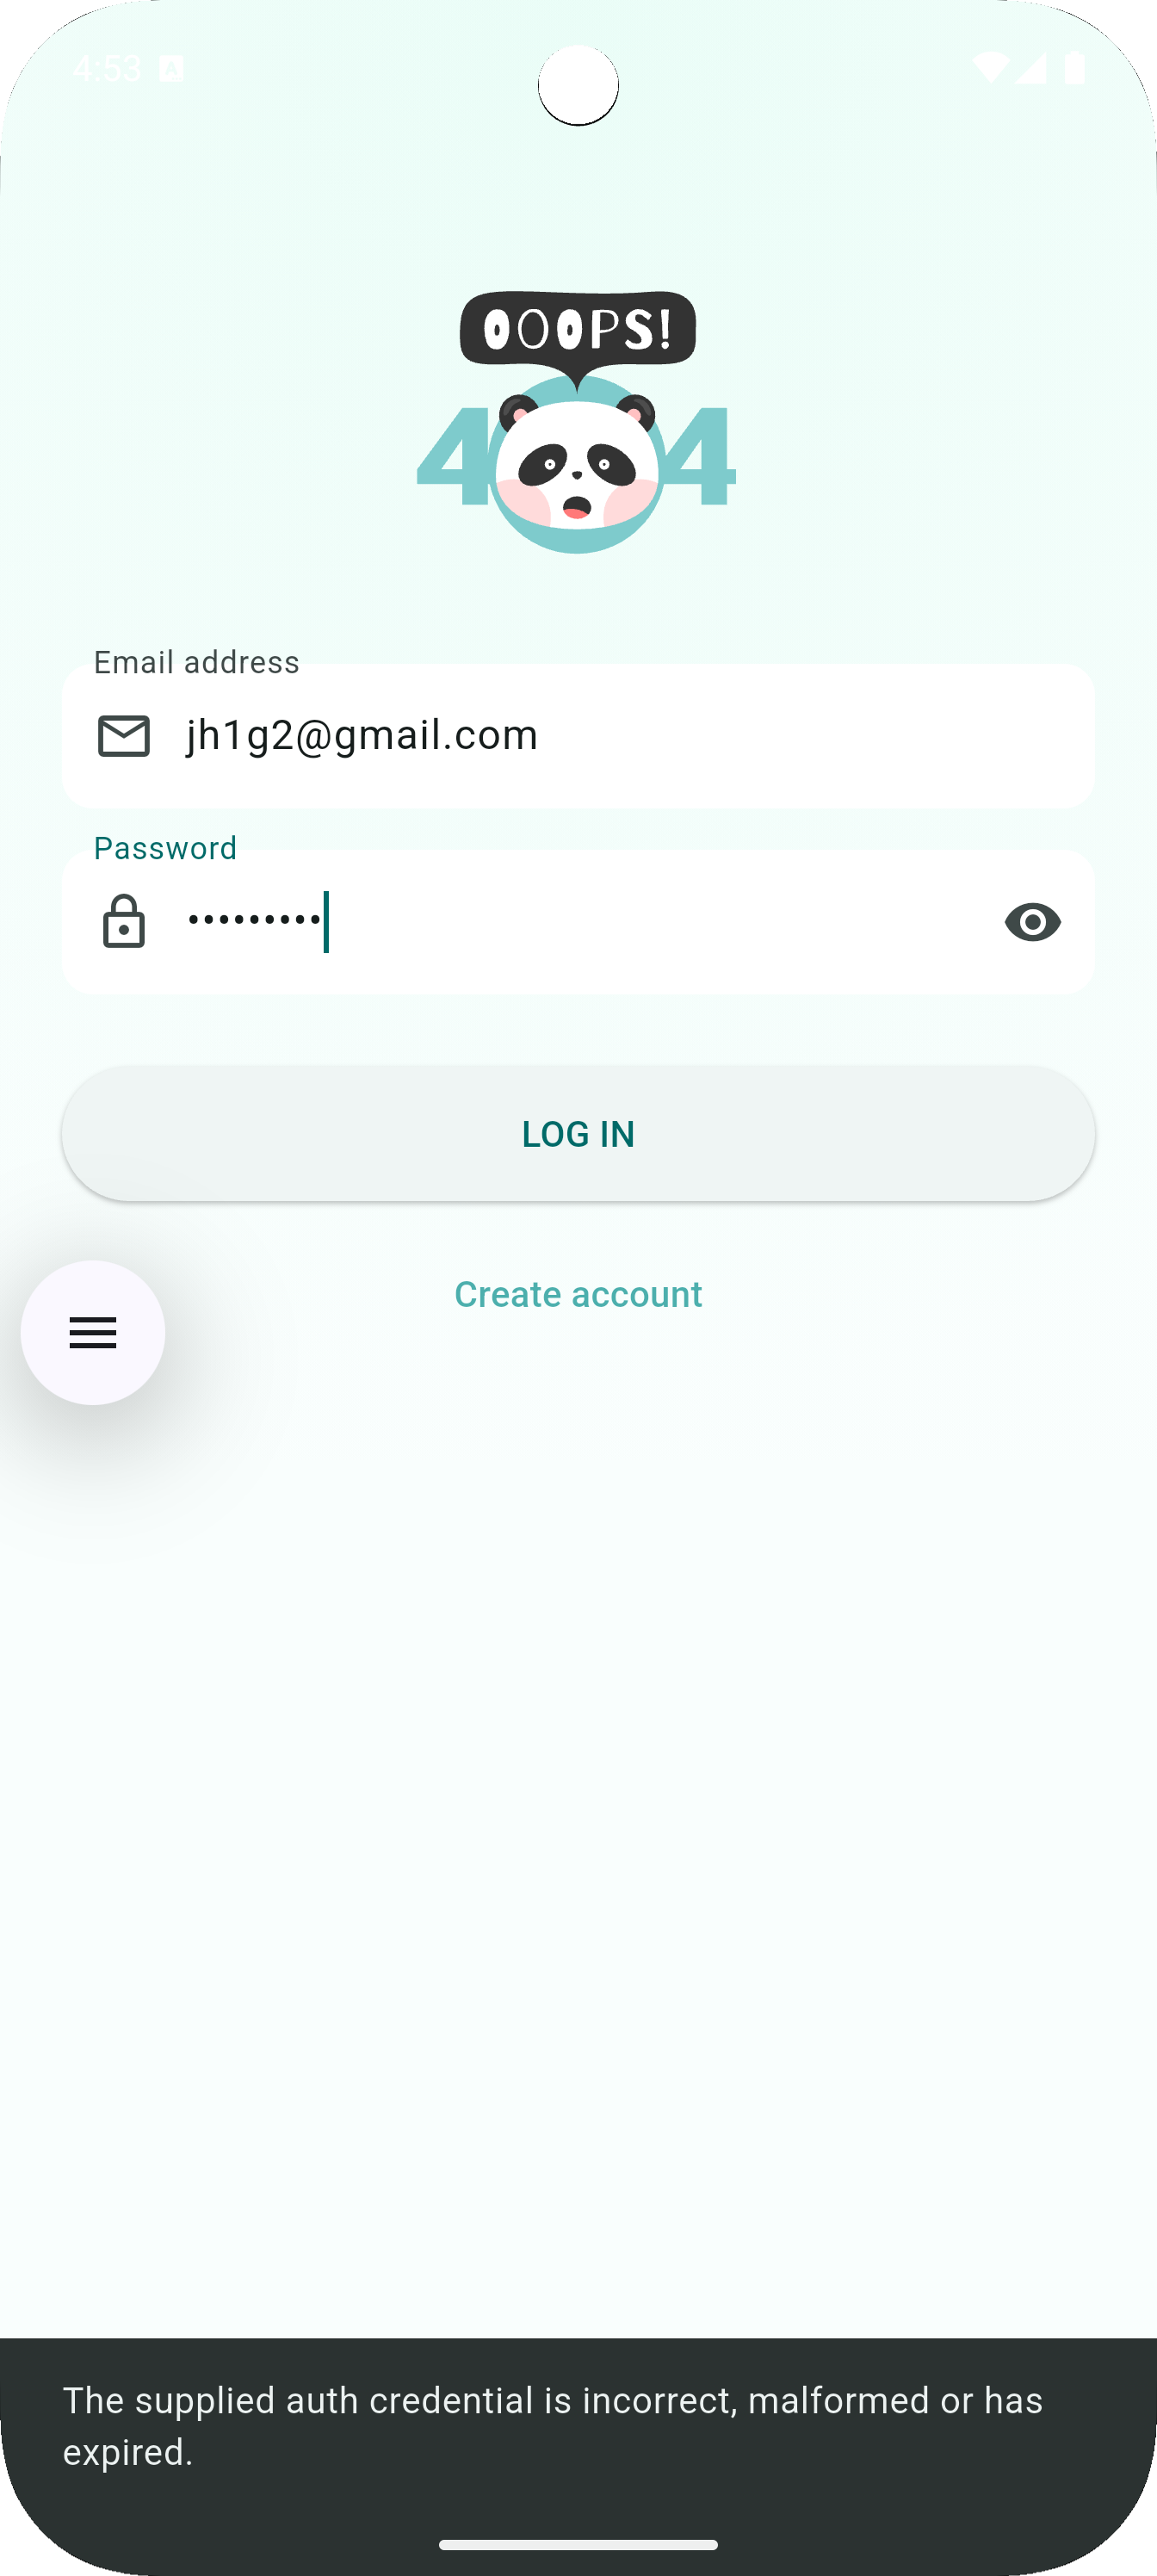 4:53 A
OOOPS!
404
Email address
jh1g2@gmail.com
Password
•••••••••
LOG IN
Create account
The supplied auth credential is incorrect, malformed or has
expired.